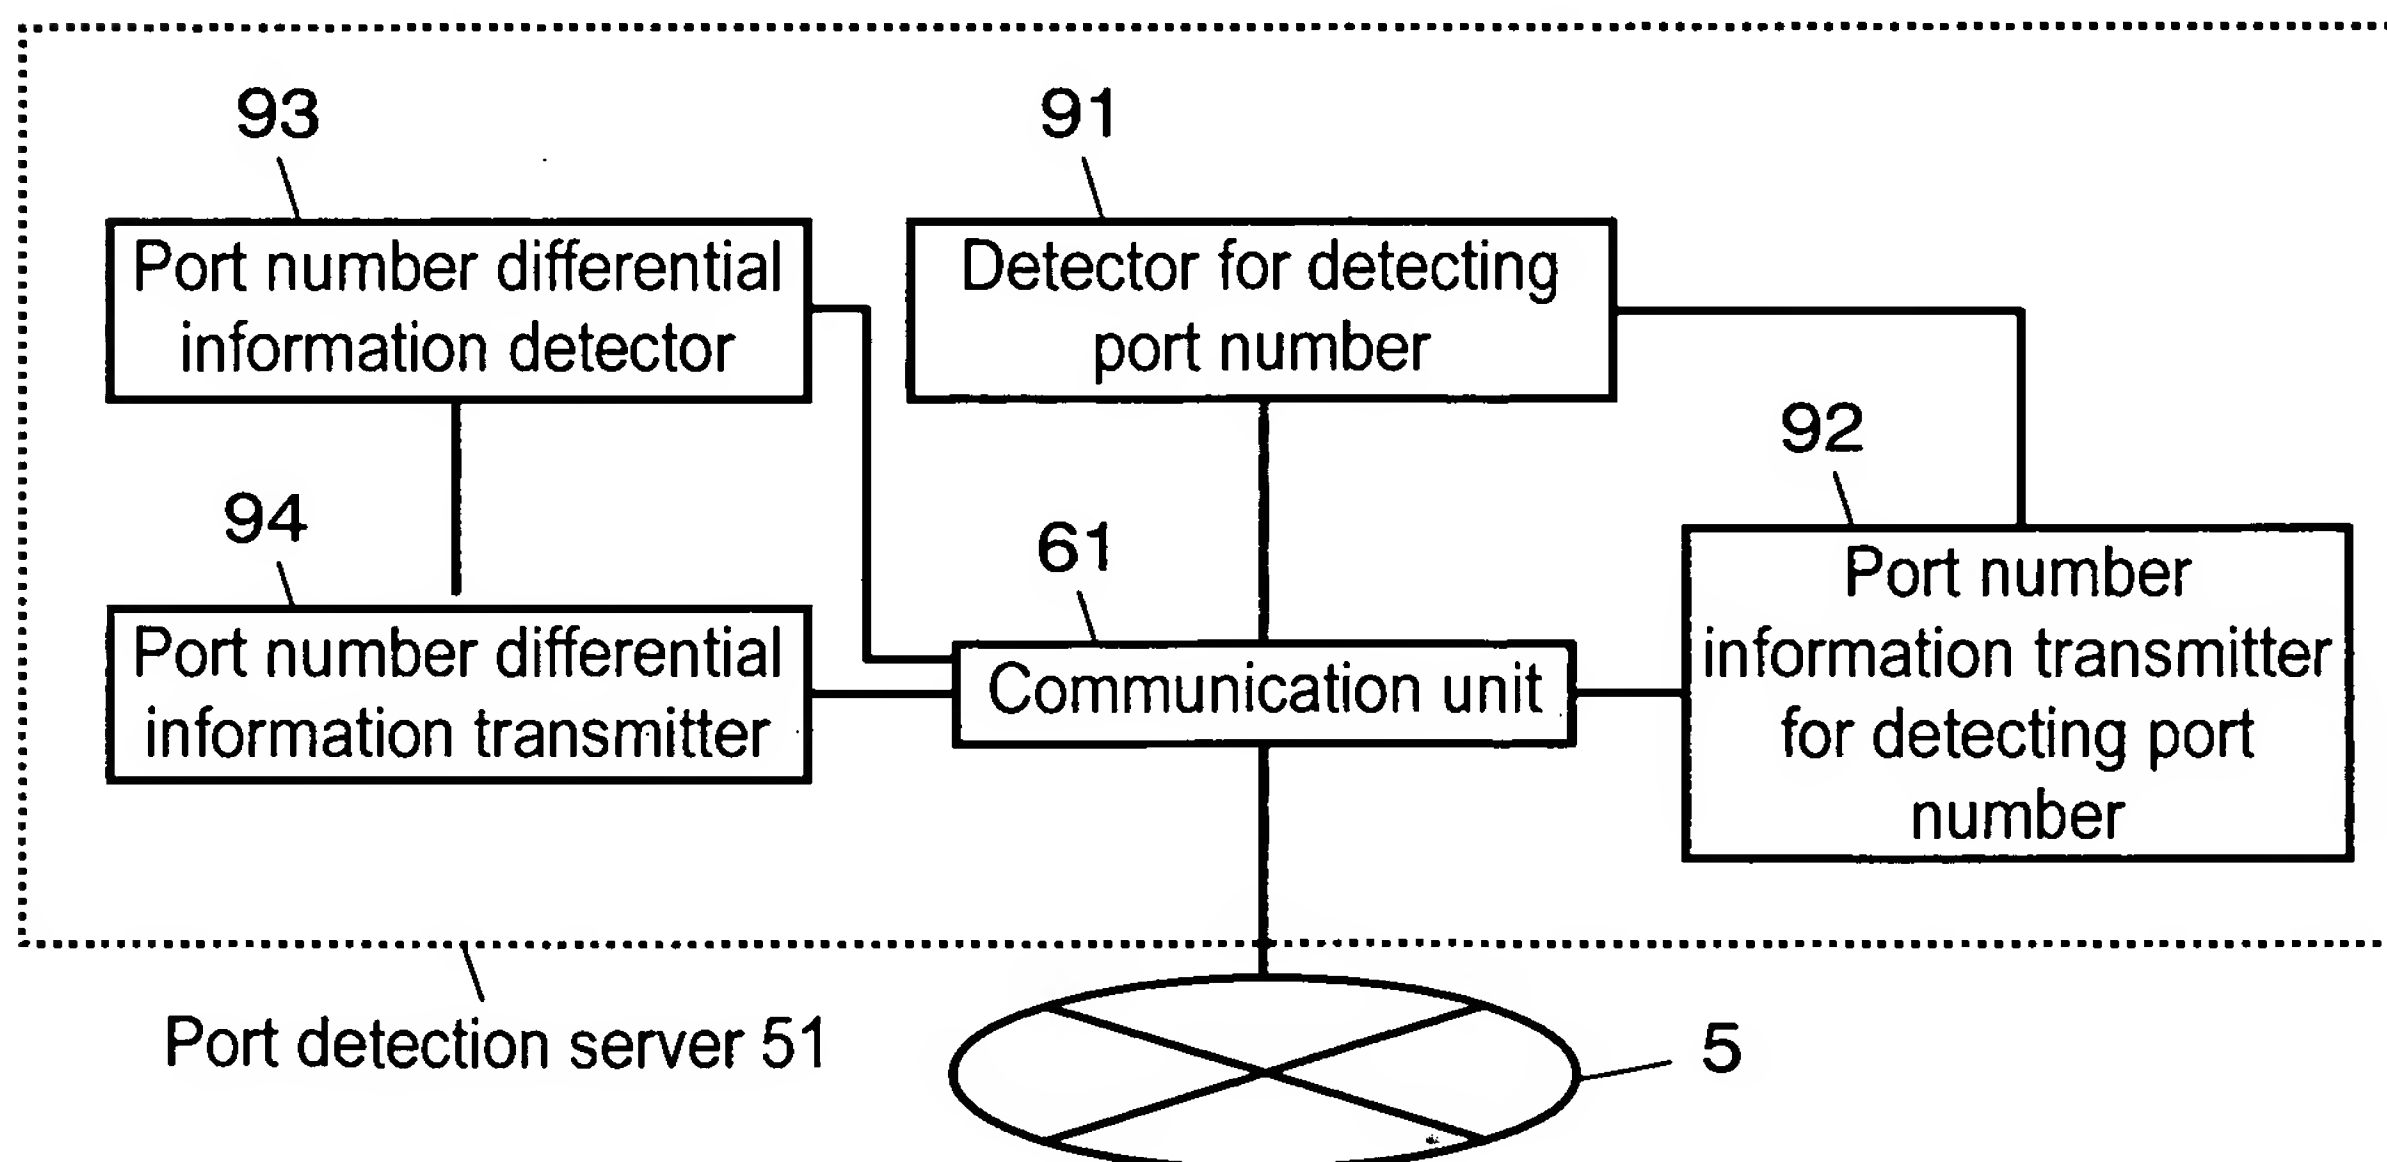 93
91
Port number differential
information detector
Detector for detecting
port number
92
94
61
Port number
information transmitter
for detecting port
number
Port number differential
information transmitter
Communication unit
Port detection server 51
5